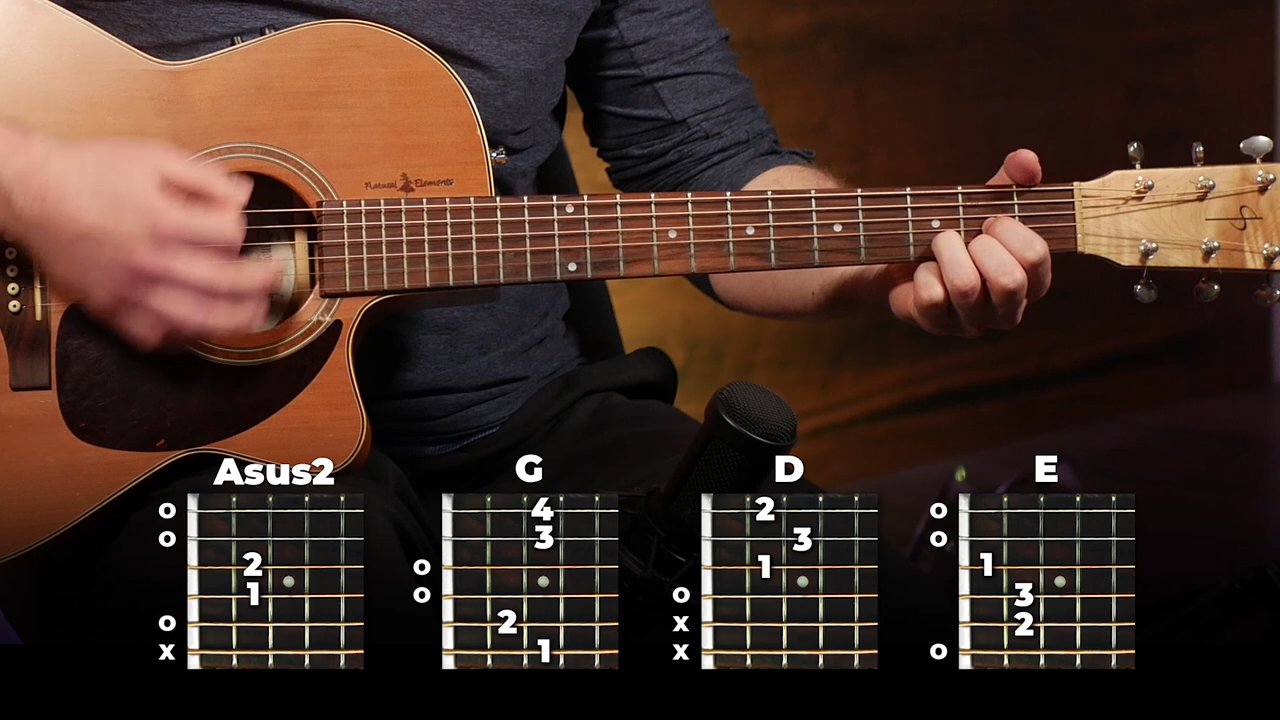 Natural Elements
Asus2 G D E
O 4 2 O
O 3 3 O
2 O 1 1
1 O O 3
O 2 X 2
X 1 X O